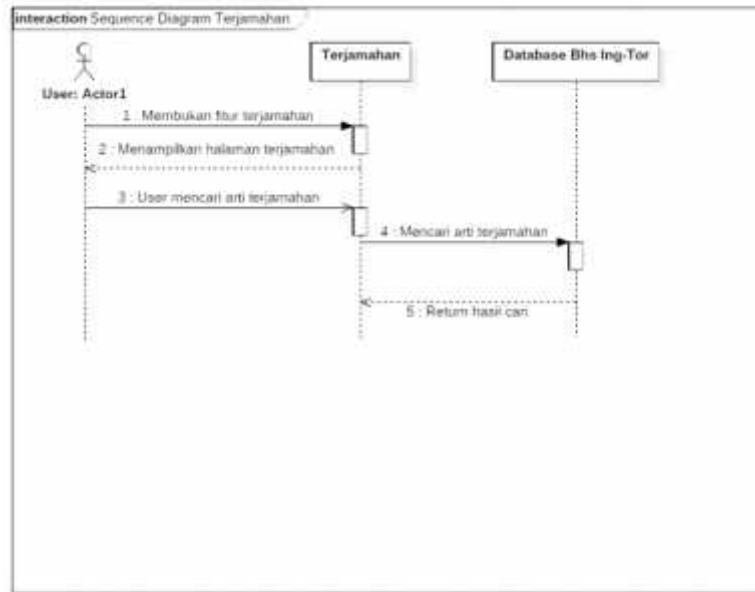 interaction Sequence Diagram Terjamahan
Terjamahan
Database Bhs Ing-Tor
User: Actor1
1 : Membukan fitur terjamahan
2 : Menampilkan halaman terjamahan
3 : User mencari arti terjamahan
4 : Mencari arti terjamahan
5 : Return hasil cari